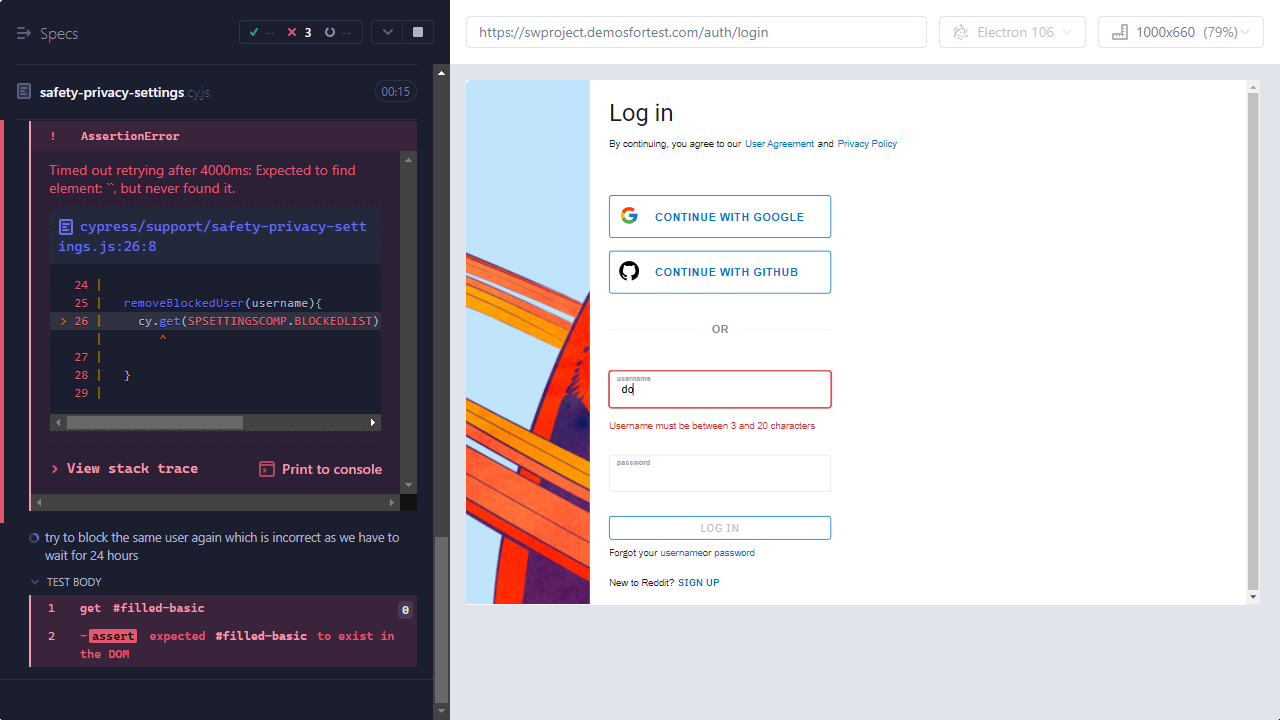 Specs
--
3
--
safety-privacy-settings.cy.js
00:15
! AssertionError
Timed out retrying after 4000ms: Expected to find
element: ``, but never found it.
cypress/support/safety-privacy-sett
ings.js:26:8
24 |
25 | removeBlockedUser(username){
> 26 | cy.get(SPSETTINGSCOMP.BLOCKEDLIST)
| ^
27 |
28 | }
29 |
> View stack trace
Print to console
try to block the same user again which is incorrect as we have to
wait for 24 hours
TEST BODY
1 get #filled-basic 0
2 -assert expected #filled-basic to exist in
the DOM
https://swproject.demosfortest.com/auth/login
Electron 106
1000x660 (79%)
Log in
By continuing, you agree to our User Agreement and Privacy Policy
CONTINUE WITH GOOGLE
CONTINUE WITH GITHUB
OR
username
do
Username must be between 3 and 20 characters
password
LOG IN
Forgot your usernameor password
New to Reddit? SIGN UP